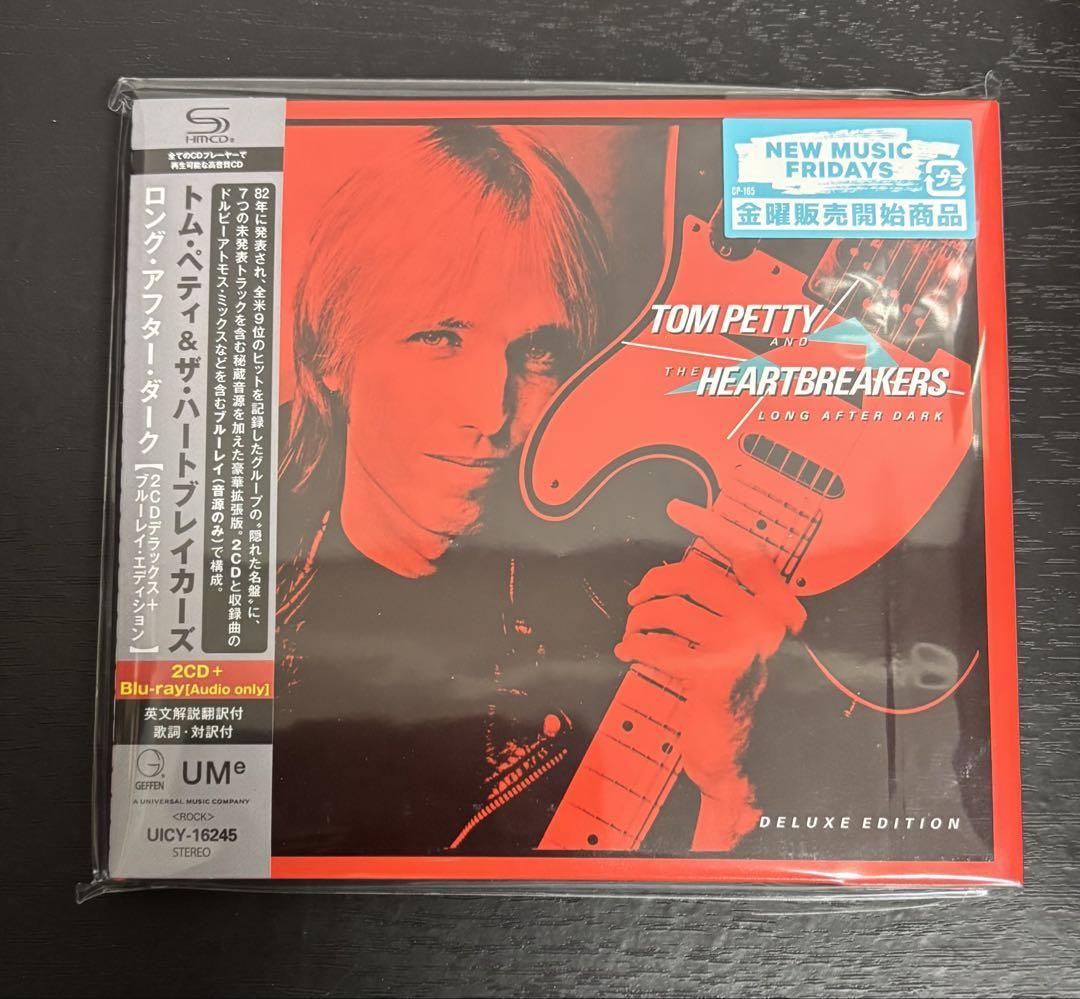 SHM-CD®
全てのCDプレーヤーで
再生可能な高音質CD
トム・ペティ＆ザ・ハートブレイカーズ
ロング・アフター・ダーク【2CDデラックス＋
ブルーレイ・エディション】
82年に発表され、全米9位のヒットを記録したグループの“隠れた名盤”に、
7つの未発表トラックを含む秘蔵音源を加えた豪華拡張版。2CDと収録曲の
ドルビーアトモス・ミックスなどを含むブルーレイ（音源のみ）で構成。
2CD+
Blu-ray[Audio only]
英文解説翻訳付
歌詞・対訳付
GEFFEN®
UMe
A UNIVERSAL MUSIC COMPANY
<ROCK>
UICY-16245
STEREO
NEW MUSIC
FRIDAYS
CP-165
プラ
金曜販売開始商品
TOM PETTY
AND
THE HEARTBREAKERS
LONG AFTER DARK
DELUXE EDITION